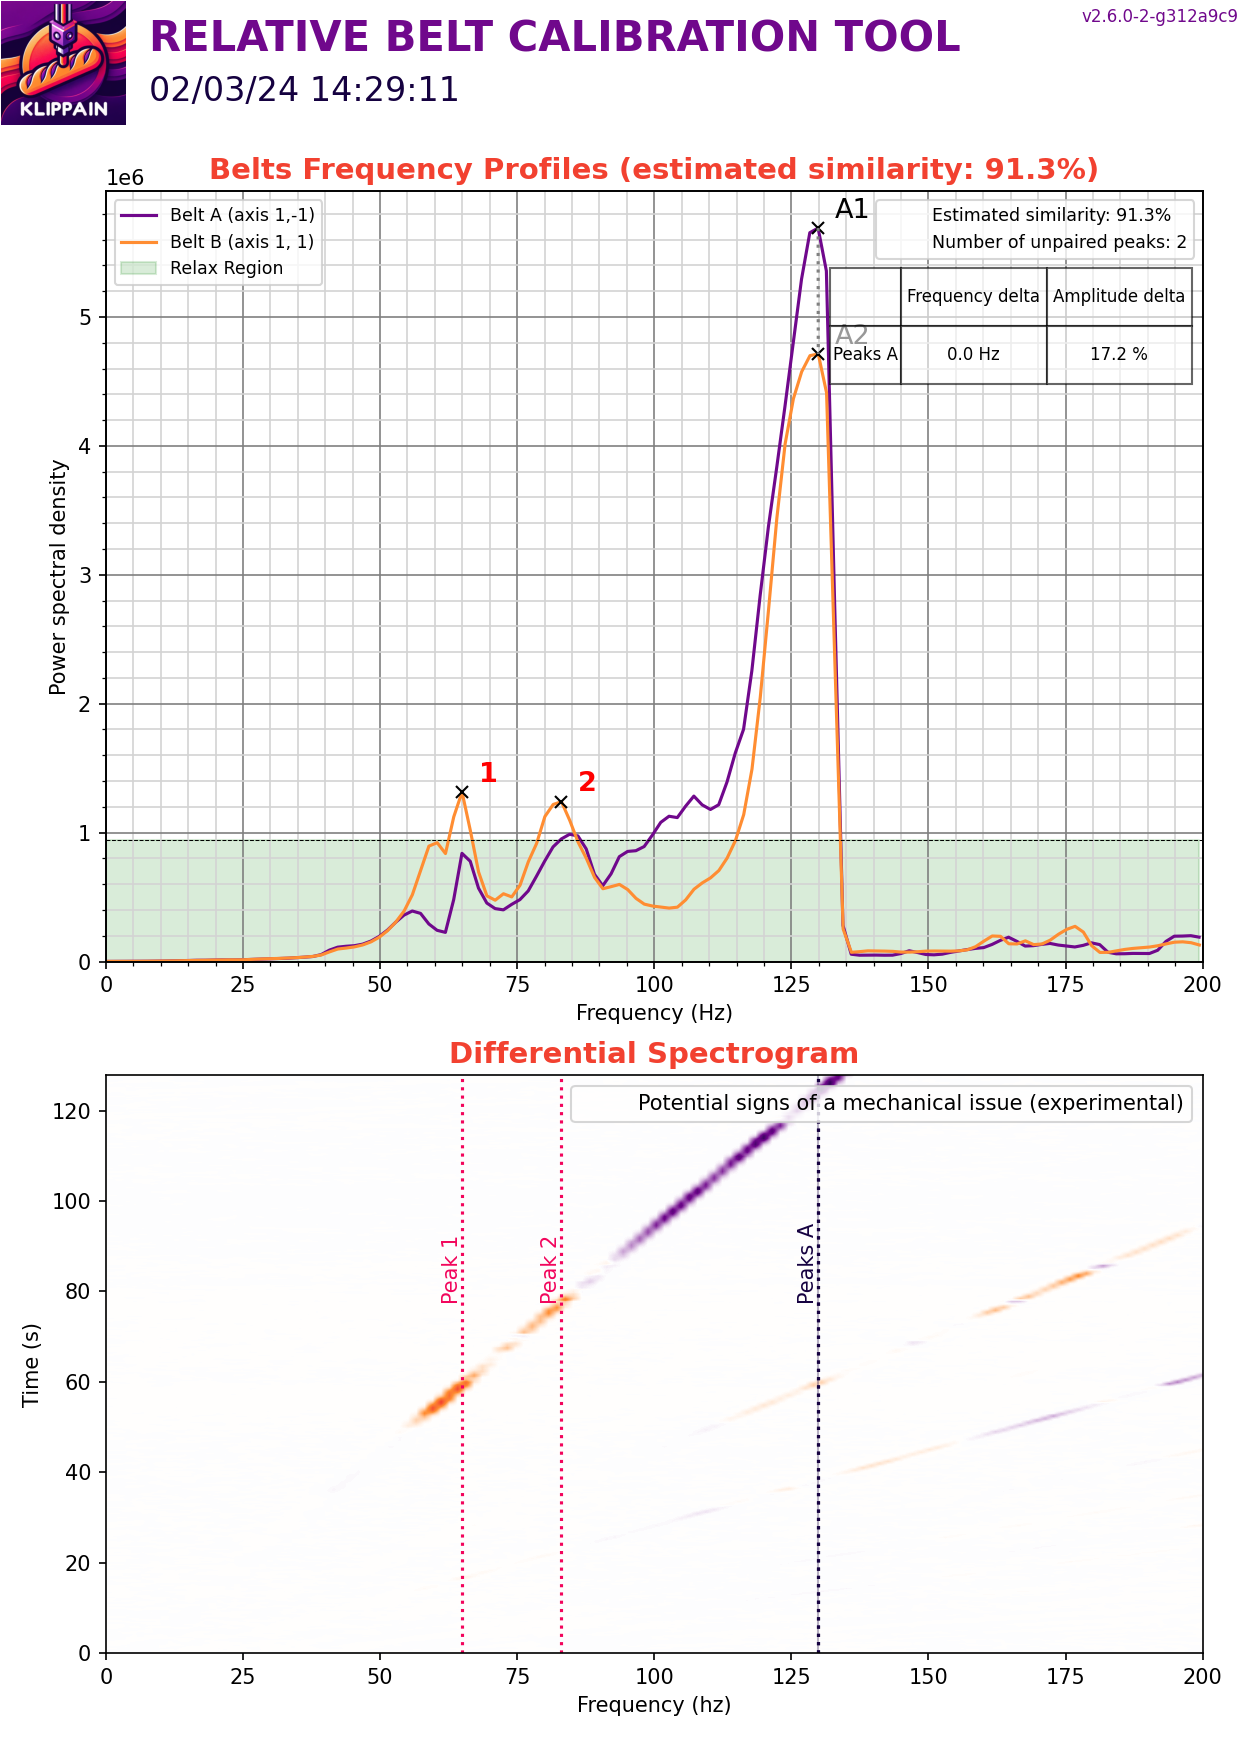 v2.6.0-2-g312a9c9
RELATIVE BELT CALIBRATION TOOL
02/03/24 14:29:11
KLIPPAIN
Belts Frequency Profiles (estimated similarity: 91.3%)
1e6
Belt A (axis 1,-1)
Belt B (axis 1, 1)
Relax Region
A1
Estimated similarity: 91.3%
Number of unpaired peaks: 2
Frequency delta Amplitude delta
A2
Peaks A 0.0 Hz 17.2 %
5
4
3
2
1
0
1
2
Power spectral density
0 25 50 75 100 125 150 175 200
Frequency (Hz)
Differential Spectrogram
Potential signs of a mechanical issue (experimental)
120
100
80
60
40
20
0
Peak 1
Peak 2
Peaks A
Time (s)
0 25 50 75 100 125 150 175 200
Frequency (hz)